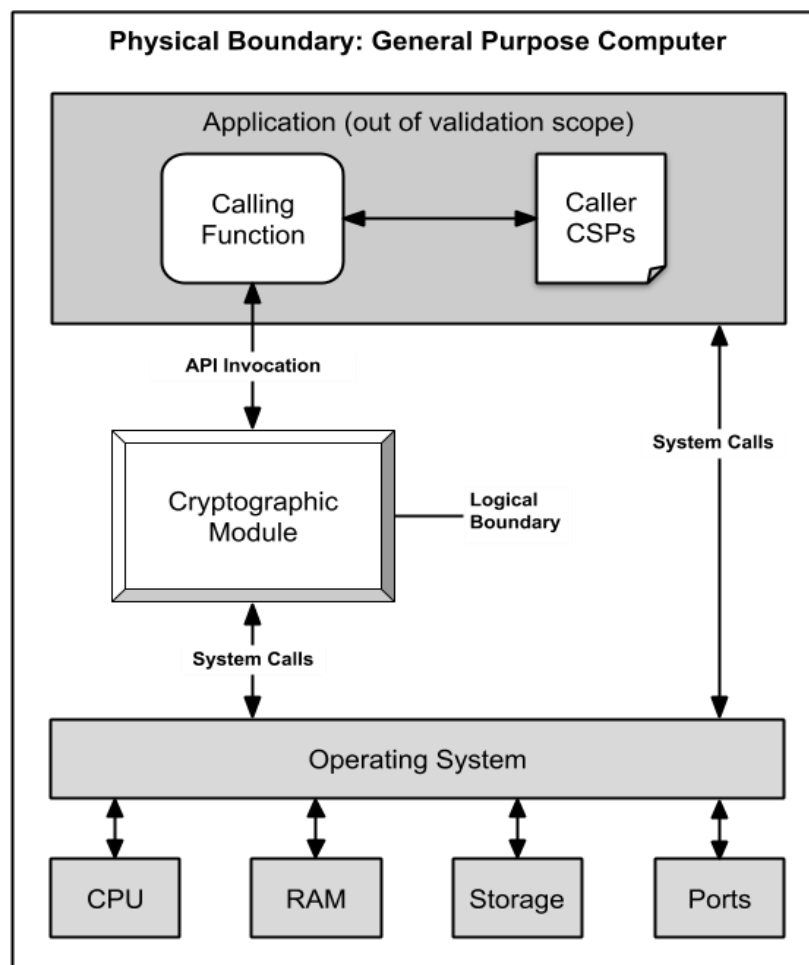 Physical Boundary: General Purpose Computer
Application (out of validation scope)
Calling
Function
Caller
CSPs
API Invocation
System Calls
Cryptographic
Module
Logical
Boundary
System Calls
Operating System
CPU
RAM
Storage
Ports